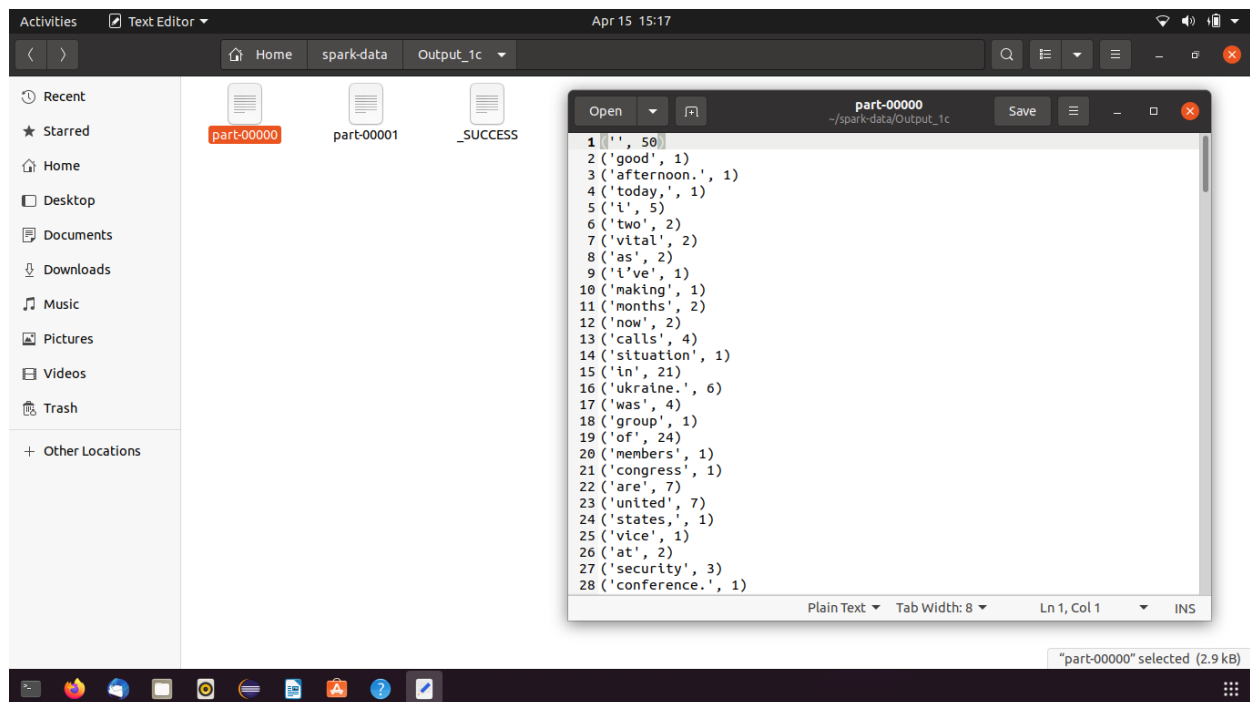 Activities Text Editor Apr 15 15:17
Home spark-data Output_1c
Recent
Starred
Home
Desktop
Documents
Downloads
Music
Pictures
Videos
Trash
+ Other Locations
part-00000 part-00001 _SUCCESS
Open part-00000 Save
~/spark-data/Output_1c
1 ('', 50)
2 ('good', 1)
3 ('afternoon.', 1)
4 ('today,', 1)
5 ('i', 5)
6 ('two', 2)
7 ('vital', 2)
8 ('as', 2)
9 ('i’ve', 1)
10 ('making', 1)
11 ('months', 2)
12 ('now', 2)
13 ('calls', 4)
14 ('situation', 1)
15 ('in', 21)
16 ('ukraine.', 6)
17 ('was', 4)
18 ('group', 1)
19 ('of', 24)
20 ('members', 1)
21 ('congress', 1)
22 ('are', 7)
23 ('united', 7)
24 ('states,', 1)
25 ('vice', 1)
26 ('at', 2)
27 ('security', 3)
28 ('conference.', 1)
Plain Text Tab Width: 8 Ln 1, Col 1 INS
“part-00000” selected (2.9 kB)